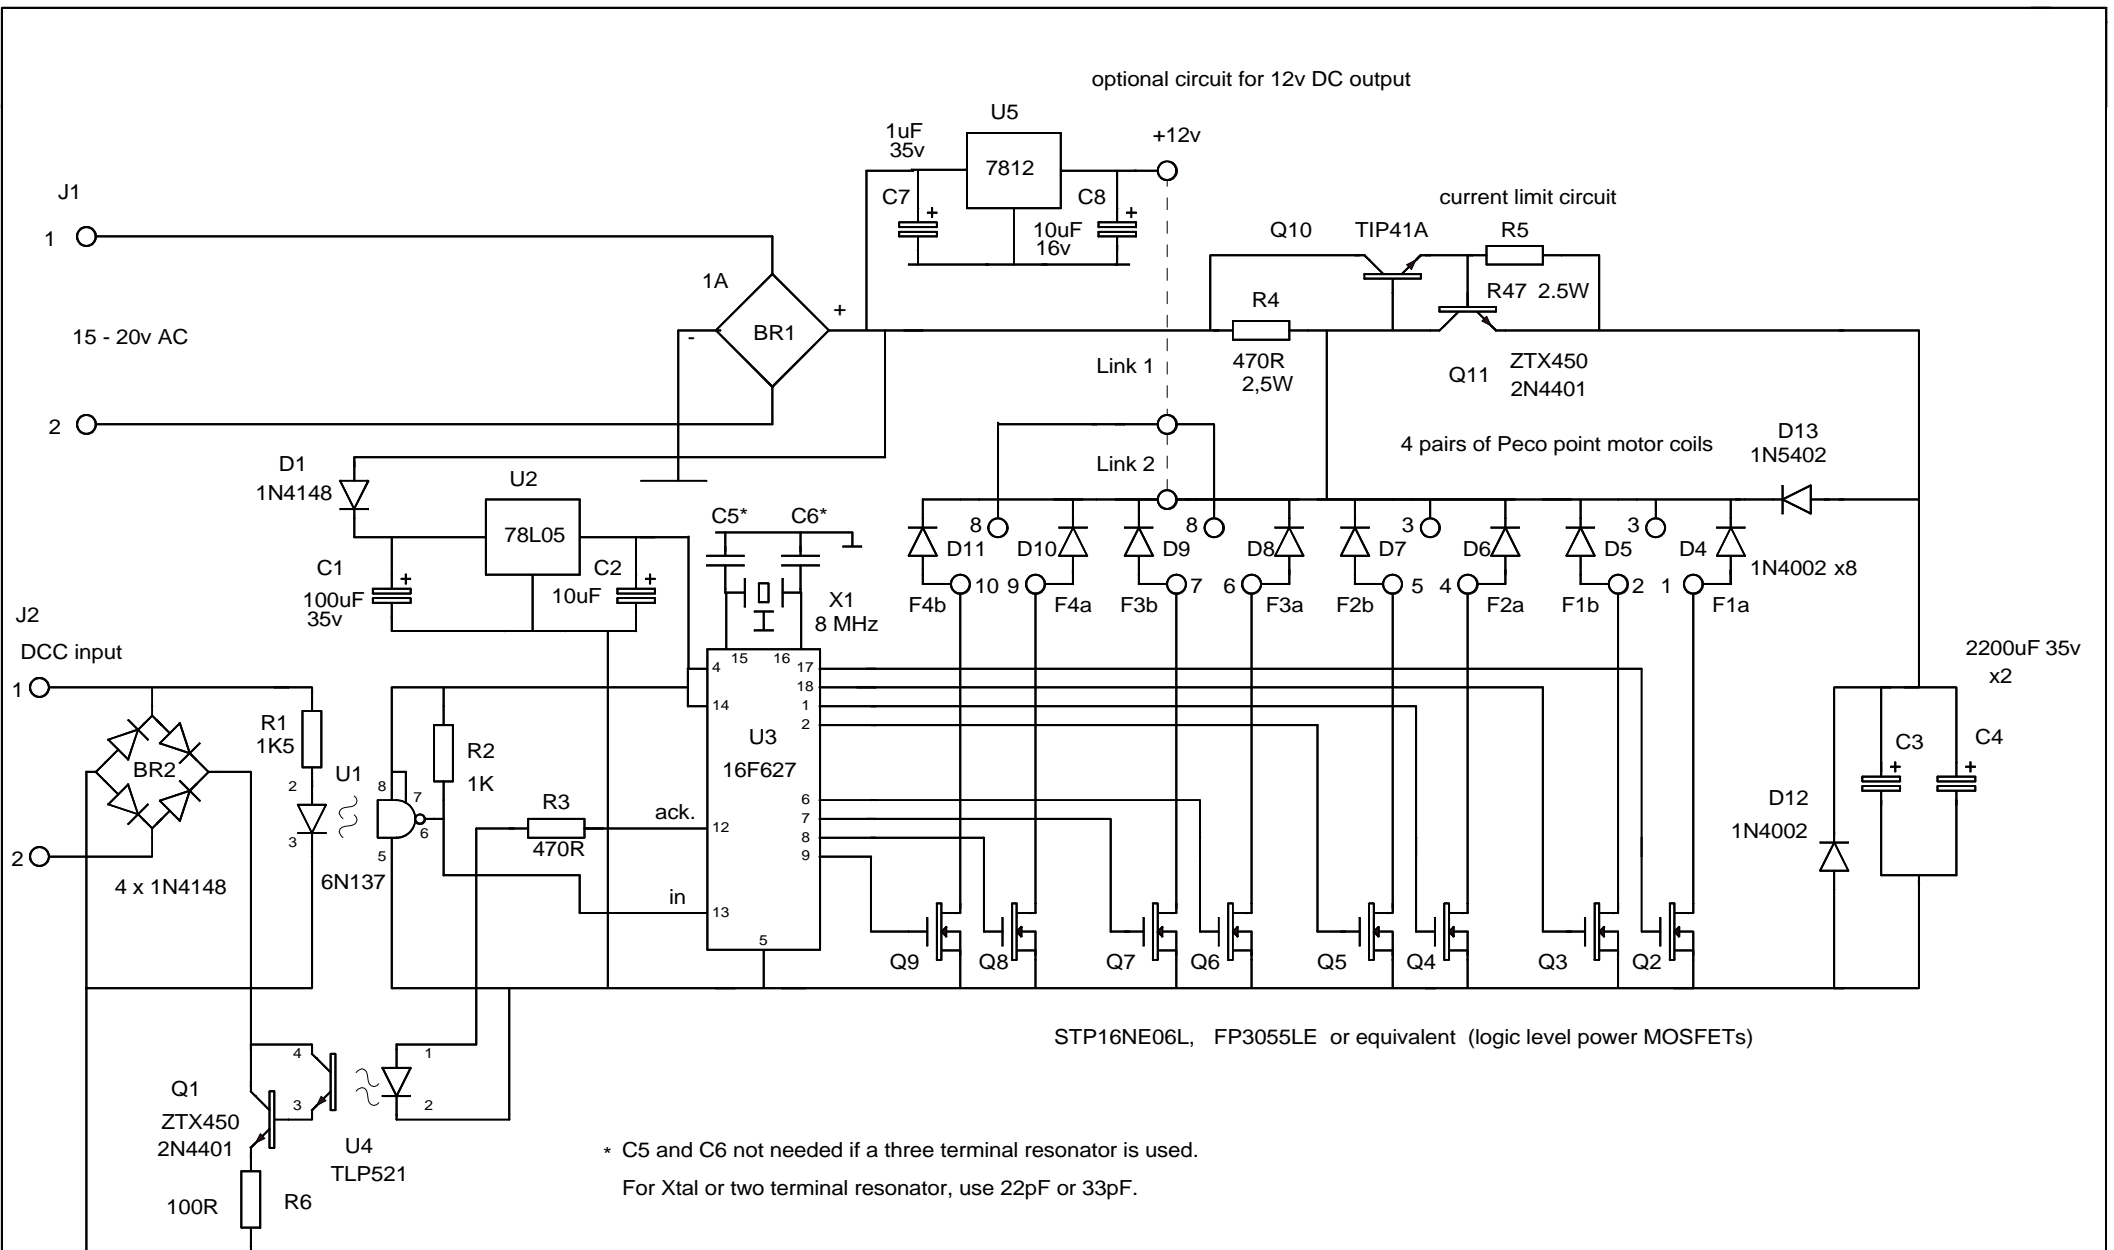 optional circuit for 12v DC output
U5
1uF
35v
+12v
7812
J1
C7
+
C8
+
current limit circuit
10uF
16v
Q10
TIP41A
R5
1
1A
+
R4
R47 2.5W
15 - 20v AC
-
BR1
Link 1
470R
2,5W
Q11
ZTX450
2N4401
2
D13
1N5402
4 pairs of Peco point motor coils
D1
1N4148
U2
Link 2
C5*
C6*
8
8
3
3
78L05
D11
D10
D9
D8
D7
D6
D5
D4
1N4002 x8
C1
+
100uF
35v
C2
+
10uF
10
9
7
6
5
4
2
1
X1
8 MHz
F4b
F4a
F3b
F3a
F2b
F2a
F1b
F1a
J2
DCC input
2200uF 35v
x2
4
15
16
17
1
18
14
1
2
R1
1K5
U3
16F627
R2
1K
BR2
U1
C3
+
C4
+
2
8
7
6
5
3
6N137
R3
470R
ack.
12
6
7
8
9
D12
1N4002
2
4 x 1N4148
in
13
5
Q9
Q8
Q7
Q6
Q5
Q4
Q3
Q2
STP16NE06L, FP3055LE or equivalent (logic level power MOSFETs)
4
1
Q1
ZTX450
2N4401
3
2
U4
TLP521
* C5 and C6 not needed if a three terminal resonator is used.
For Xtal or two terminal resonator, use 22pF or 33pF.
100R
R6